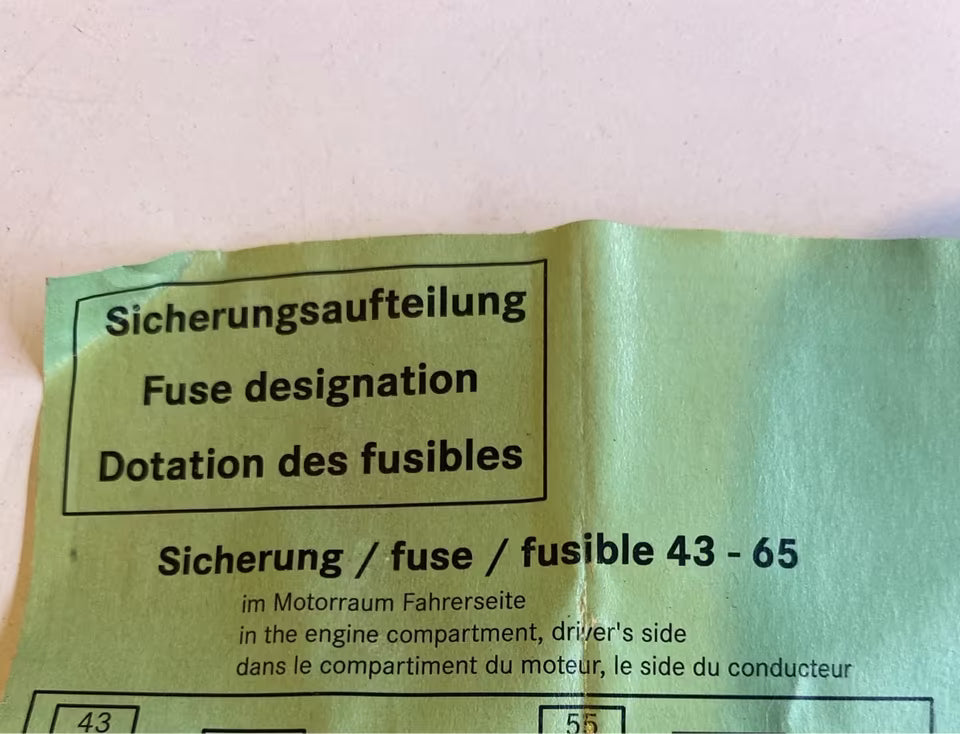 Sicherungsaufteilung
Fuse designation
Dotation des fusibles
Sicherung / fuse / fusible 43 - 65
im Motorraum Fahrerseite
in the engine compartment, driver's side
dans le compartiment du moteur, le side du conducteur
43 55